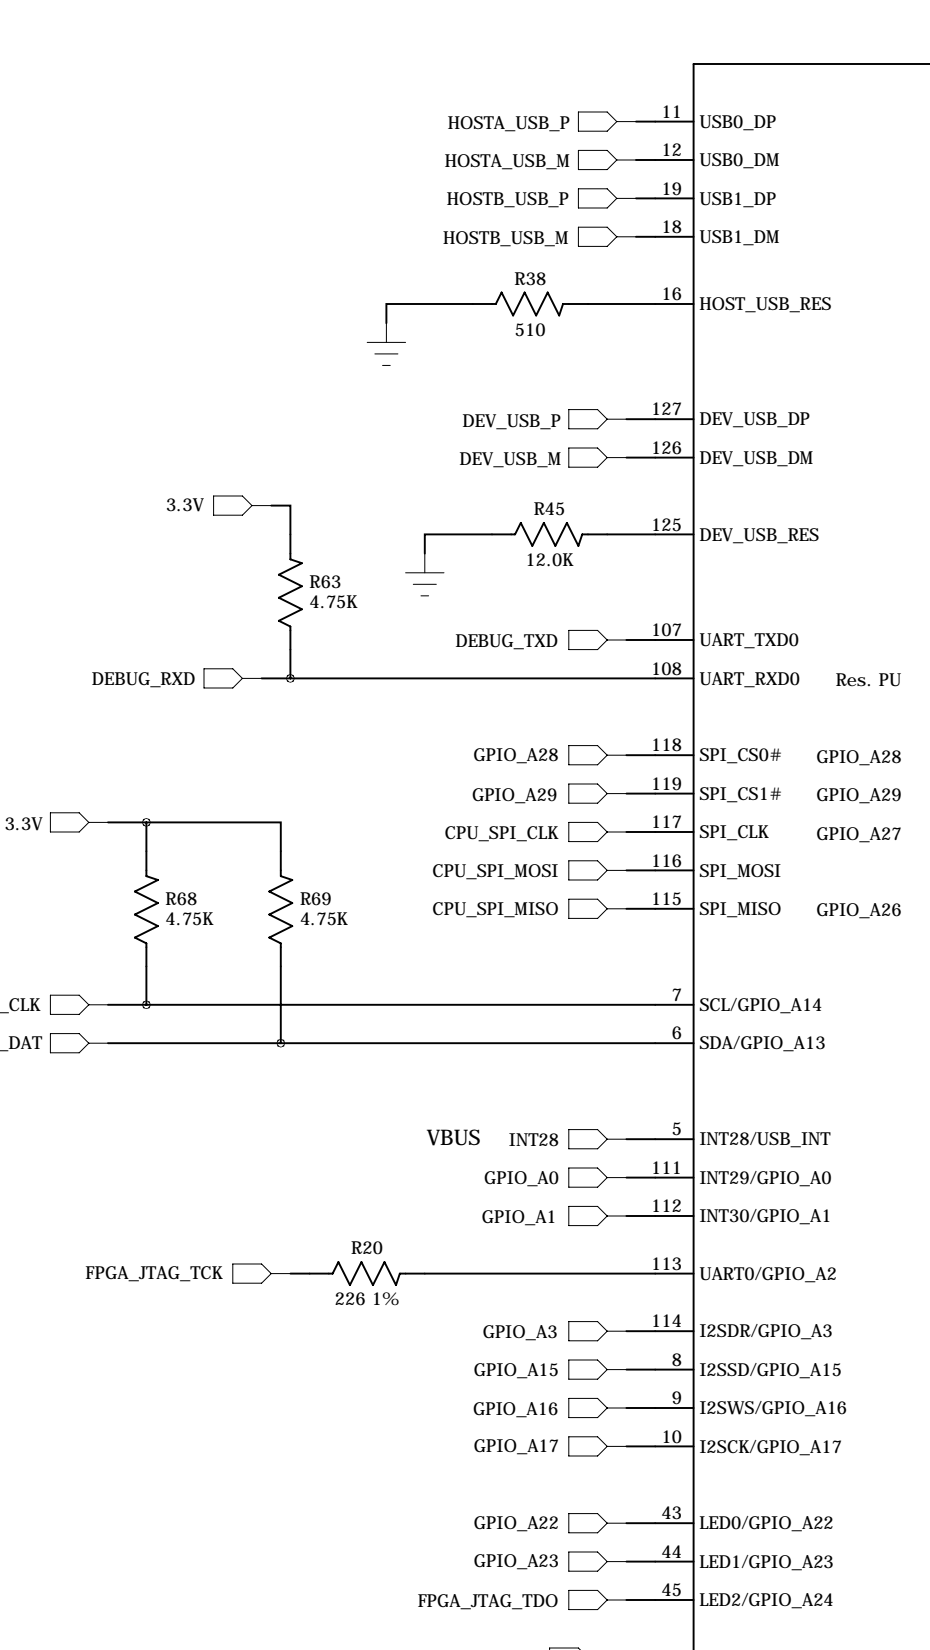 HOSTA_USB_P 11 USB0_DP
HOSTA_USB_M 12 USB0_DM
HOSTB_USB_P 19 USB1_DP
HOSTB_USB_M 18 USB1_DM
R38
16 HOST_USB_RES
510
DEV_USB_P 127 DEV_USB_DP
DEV_USB_M 126 DEV_USB_DM
3.3V
R45
125 DEV_USB_RES
12.0K
R63
4.75K
DEBUG_TXD 107 UART_TXD0
DEBUG_RXD 108 UART_RXD0 Res. PU
GPIO_A28 118 SPI_CS0# GPIO_A28
GPIO_A29 119 SPI_CS1# GPIO_A29
3.3V
CPU_SPI_CLK 117 SPI_CLK GPIO_A27
CPU_SPI_MOSI 116 SPI_MOSI
R68 R69
4.75K 4.75K
CPU_SPI_MISO 115 SPI_MISO GPIO_A26
_CLK 7 SCL/GPIO_A14
_DAT 6 SDA/GPIO_A13
VBUS INT28 5 INT28/USB_INT
GPIO_A0 111 INT29/GPIO_A0
GPIO_A1 112 INT30/GPIO_A1
R20
FPGA_JTAG_TCK 113 UART0/GPIO_A2
226 1%
GPIO_A3 114 I2SDR/GPIO_A3
GPIO_A15 8 I2SSD/GPIO_A15
GPIO_A16 9 I2SWS/GPIO_A16
GPIO_A17 10 I2SCK/GPIO_A17
GPIO_A22 43 LED0/GPIO_A22
GPIO_A23 44 LED1/GPIO_A23
FPGA_JTAG_TDO 45 LED2/GPIO_A24